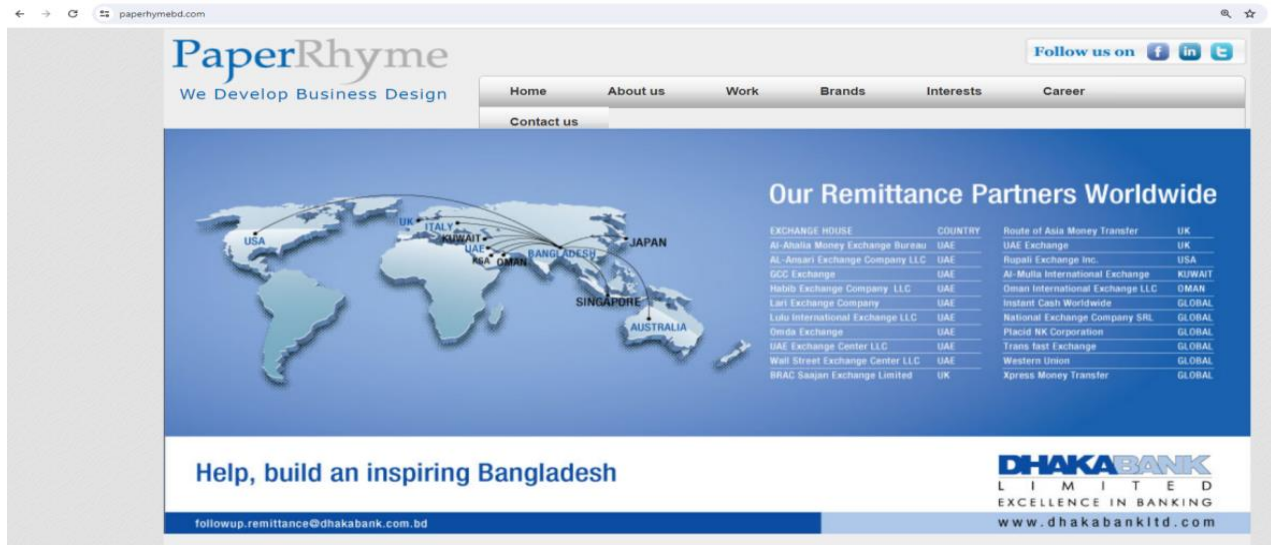 paperhymebd.com
PaperRhyme
We Develop Business Design
Follow us on
Home About us Work Brands Interests Career
Contact us
Our Remittance Partners Worldwide
EXCHANGE HOUSE COUNTRY
Al-Ahalia Money Exchange Bureau UAE
AL-Ansari Exchange Company LLC UAE
GCC Exchange UAE
Habib Exchange Company LLC UAE
Lari Exchange Company UAE
Lulu International Exchange LLC UAE
Omda Exchange UAE
UAE Exchange Center LLC UAE
Wall Street Exchange Center LLC UAE
BRAC Saajan Exchange Limited UK
Route of Asia Money Transfer UK
UAE Exchange UK
Rupali Exchange Inc. USA
Al-Mulla International Exchange KUWAIT
Oman International Exchange LLC OMAN
Instant Cash Worldwide GLOBAL
National Exchange Company SRL GLOBAL
Placid NK Corporation GLOBAL
Trans fast Exchange GLOBAL
Western Union GLOBAL
Xpress Money Transfer GLOBAL
USA
UK
ITALY
KUWAIT
UAE
KSA
OMAN
BANGLADESH
JAPAN
SINGAPORE
AUSTRALIA
Help, build an inspiring Bangladesh
DHAKABANK
LIMITED
EXCELLENCE IN BANKING
followup.remittance@dhakabank.com.bd
www.dhakabankltd.com